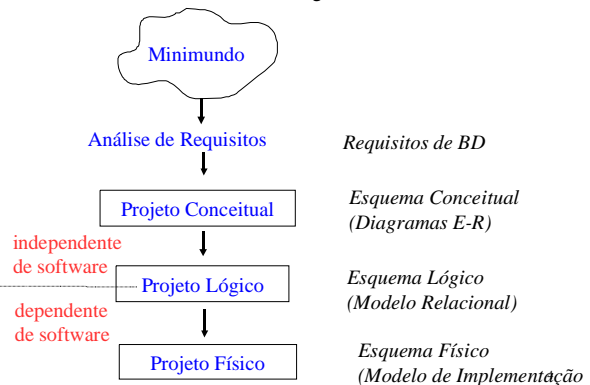 Minimundo
Análise de Requisitos
Requisitos de BD
Projeto Conceitual
Esquema Conceitual
(Diagramas E-R)
independente
de software
Projeto Lógico
Esquema Lógico
(Modelo Relacional)
dependente
de software
Projeto Físico
Esquema Físico
(Modelo de Implementação